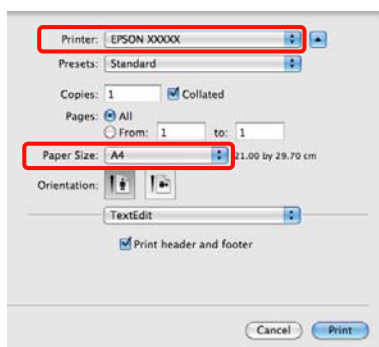 Printer: EPSON XXXXX
Presets: Standard
Copies: 1 Collated
Pages: All
From: 1 to: 1
Paper Size: A4 21.00 by 29.70 cm
Orientation:
TextEdit
Print header and footer
Cancel Print